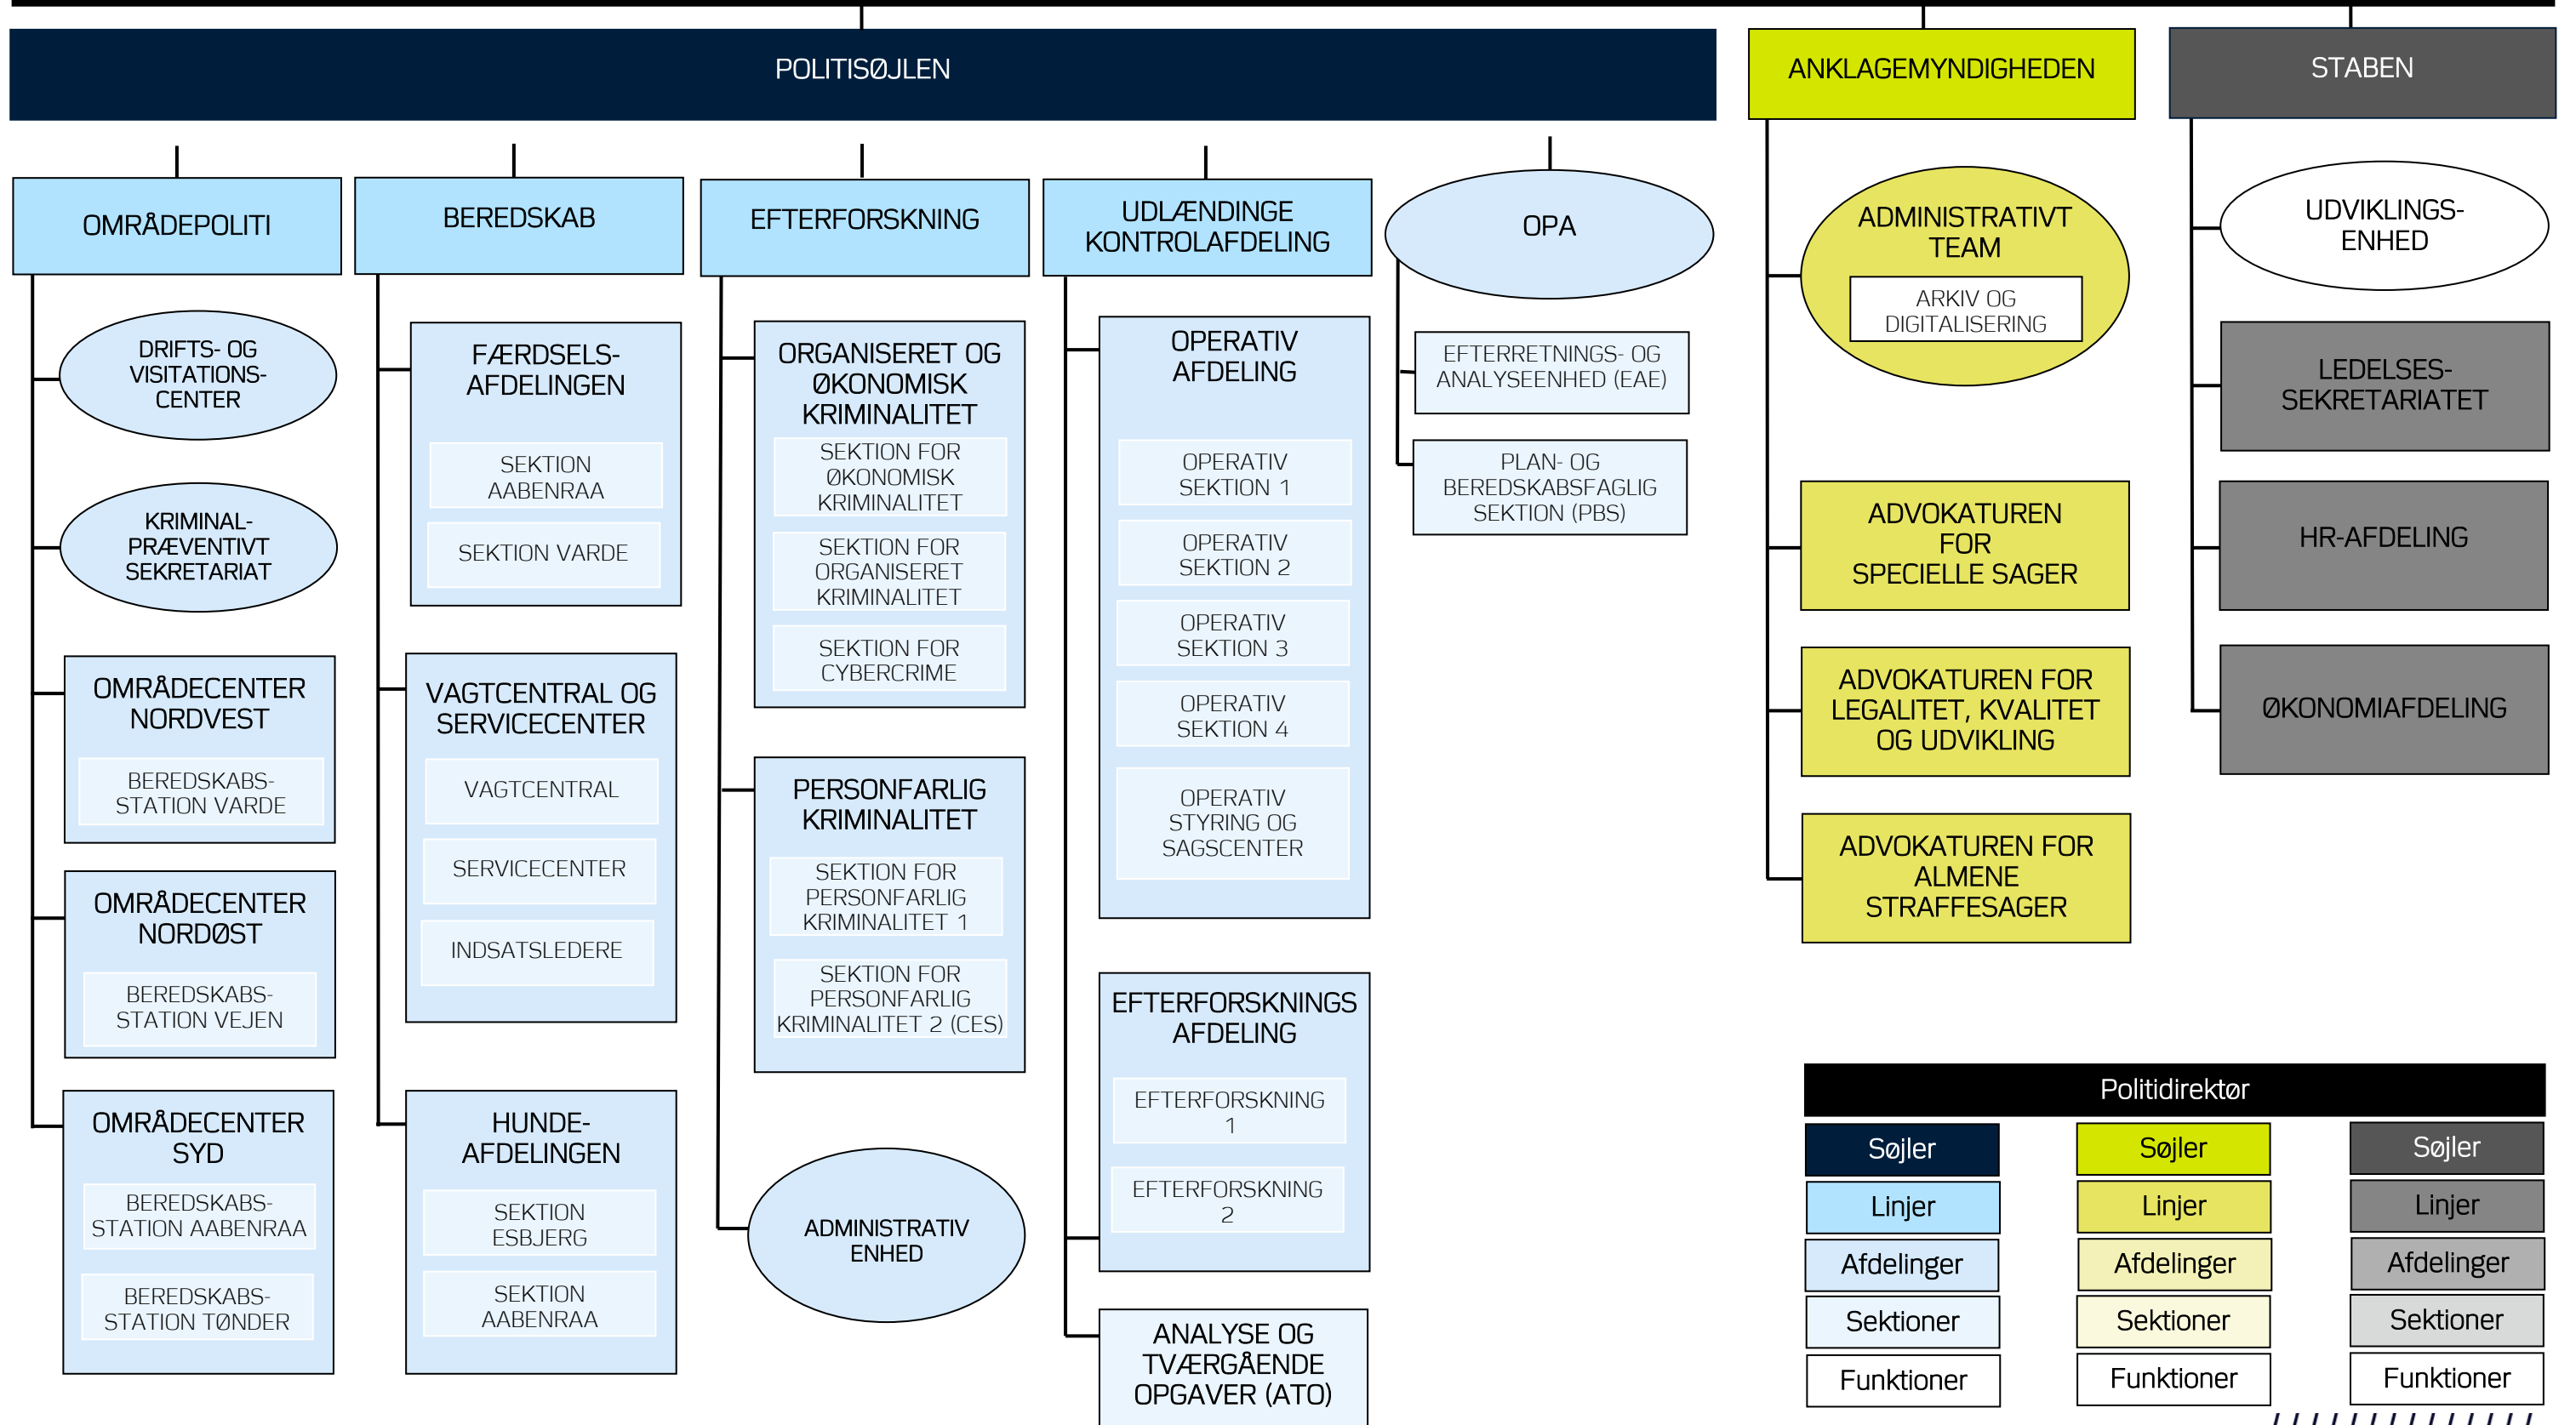 POLITISØJLEN
ANKLAGEMYNDIGHEDEN
STABEN
OMRÅDEPOLITI
DRIFTS- OG
VISITATIONS-
CENTER
KRIMINAL-
PRÆVENTIVT
SEKRETARIAT
OMRÅDECENTER
NORDVEST
BEREDSKABS-
STATION VARDE
OMRÅDECENTER
NORDØST
BEREDSKABS-
STATION VEJEN
OMRÅDECENTER
SYD
BEREDSKABS-
STATION AABENRAA
BEREDSKABS-
STATION TØNDER
BEREDSKAB
FÆRDSELS-
AFDELINGEN
SEKTION
AABENRAA
SEKTION VARDE
VAGTCENTRAL OG
SERVICECENTER
VAGTCENTRAL
SERVICECENTER
INDSATSLEDERE
HUNDE-
AFDELINGEN
SEKTION
ESBJERG
SEKTION
AABENRAA
EFTERFORSKNING
ORGANISERET OG
ØKONOMISK
KRIMINALITET
SEKTION FOR
ØKONOMISK
KRIMINALITET
SEKTION FOR
ORGANISERET
KRIMINALITET
SEKTION FOR
CYBERCRIME
PERSONFARLIG
KRIMINALITET
SEKTION FOR
PERSONFARLIG
KRIMINALITET 1
SEKTION FOR
PERSONFARLIG
KRIMINALITET 2 (CES)
ADMINISTRATIV
ENHED
UDLÆNDINGE
KONTROLAFDELING
OPERATIV
AFDELING
OPERATIV
SEKTION 1
OPERATIV
SEKTION 2
OPERATIV
SEKTION 3
OPERATIV
SEKTION 4
OPERATIV
STYRING OG
SAGSCENTER
EFTERFORSKNINGS
AFDELING
EFTERFORSKNING
1
EFTERFORSKNING
2
ANALYSE OG
TVÆRGÅENDE
OPGAVER (ATO)
OPA
EFTERRETNINGS- OG
ANALYSEENHED (EAE)
PLAN- OG
BEREDSKABSFAGLIG
SEKTION (PBS)
ADMINISTRATIVT
TEAM
ARKIV OG
DIGITALISERING
ADVOKATUREN
FOR
SPECIELLE SAGER
ADVOKATUREN FOR
LEGALITET, KVALITET
OG UDVIKLING
ADVOKATUREN FOR
ALMENE
STRAFFESAGER
UDVIKLINGS-
ENHED
LEDELSES-
SEKRETARIATET
HR-AFDELING
ØKONOMIAFDELING
Politidirektør
Søjler
Søjler
Søjler
Linjer
Linjer
Linjer
Afdelinger
Afdelinger
Afdelinger
Sektioner
Sektioner
Sektioner
Funktioner
Funktioner
Funktioner